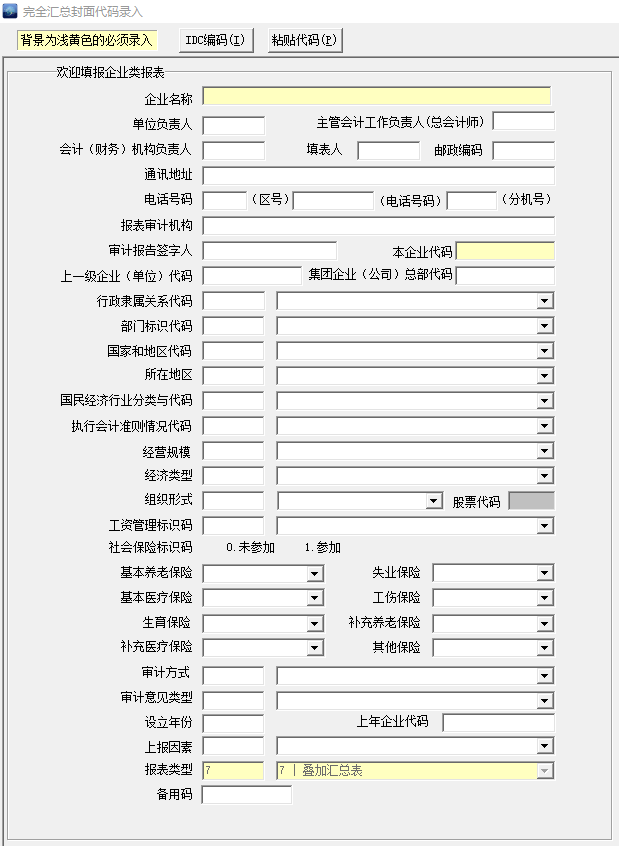 完全汇总封面代码录入
背景为浅黄色的必须录入 IDC编码(I) 粘贴代码(P)
欢迎填报企业类报表
企业名称
单位负责人 主管会计工作负责人(总会计师)
会计（财务）机构负责人 填表人 邮政编码
通讯地址
电话号码 （区号） （电话号码） （分机号）
报表审计机构
审计报告签字人 本企业代码
上一级企业（单位）代码 集团企业（公司）总部代码
行政隶属关系代码
部门标识代码
国家和地区代码
所在地区
国民经济行业分类与代码
执行会计准则情况代码
经营规模
经济类型
组织形式 股票代码
工资管理标识码
社会保险标识码 0.未参加 1.参加
基本养老保险 失业保险
基本医疗保险 工伤保险
生育保险 补充养老保险
补充医疗保险 其他保险
审计方式
审计意见类型
设立年份 上年企业代码
上报因素
报表类型 7 7 | 叠加汇总表
备用码